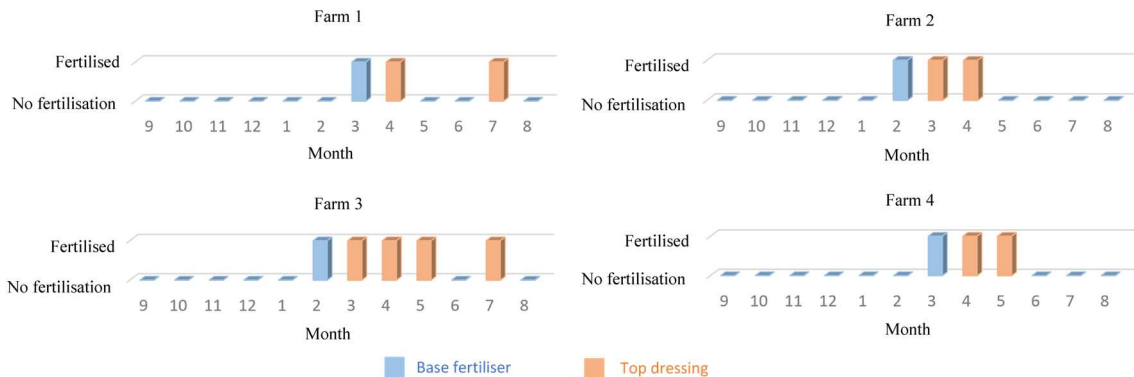 Farm 1
Fertilised
No fertilisation
9 10 11 12 1 2 3 4 5 6 7 8
Month
Farm 2
Fertilised
No fertilisation
9 10 11 12 1 2 3 4 5 6 7 8
Month
Farm 3
Fertilised
No fertilisation
9 10 11 12 1 2 3 4 5 6 7 8
Month
Farm 4
Fertilised
No fertilisation
9 10 11 12 1 2 3 4 5 6 7 8
Month
Base fertiliser
Top dressing